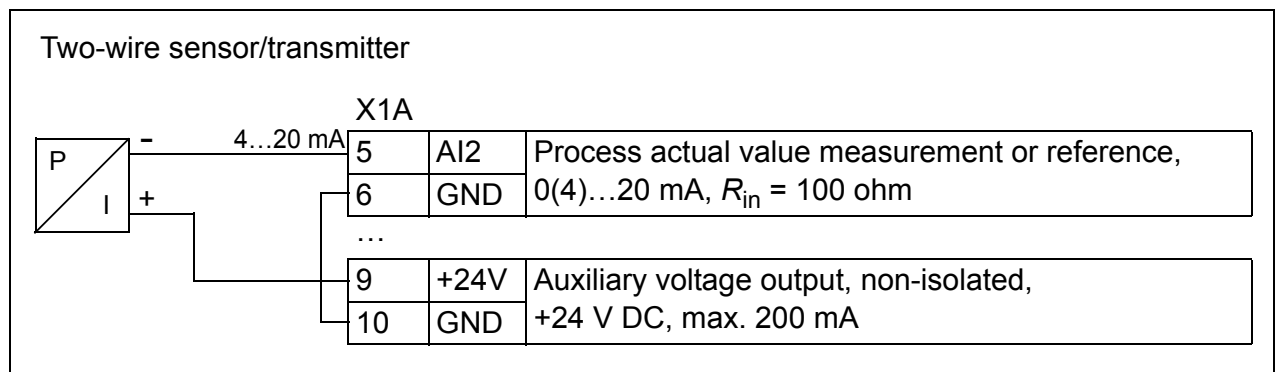 Two-wire sensor/transmitter
X1A
P
I
-
+
4…20 mA
5 AI2 Process actual value measurement or reference,
6 GND 0(4)…20 mA, Rin = 100 ohm
…
9 +24V Auxiliary voltage output, non-isolated,
10 GND +24 V DC, max. 200 mA